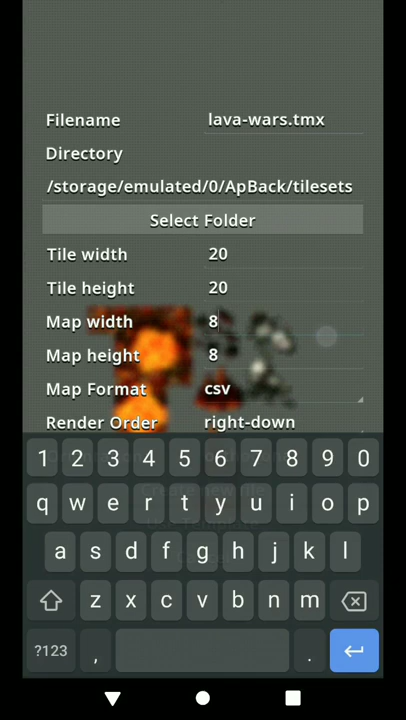 Filename lava-wars.tmx
Directory
/storage/emulated/0/ApBack/tilesets
Select Folder
Tile width 20
Tile height 20
Map width 8
Map height 8
Map Format csv
Render Order right-down
1 2 3 4 5 6 7 8 9 0
q w e r t y u i o p
a s d f g h j k l
z x c v b n m
?123 , .